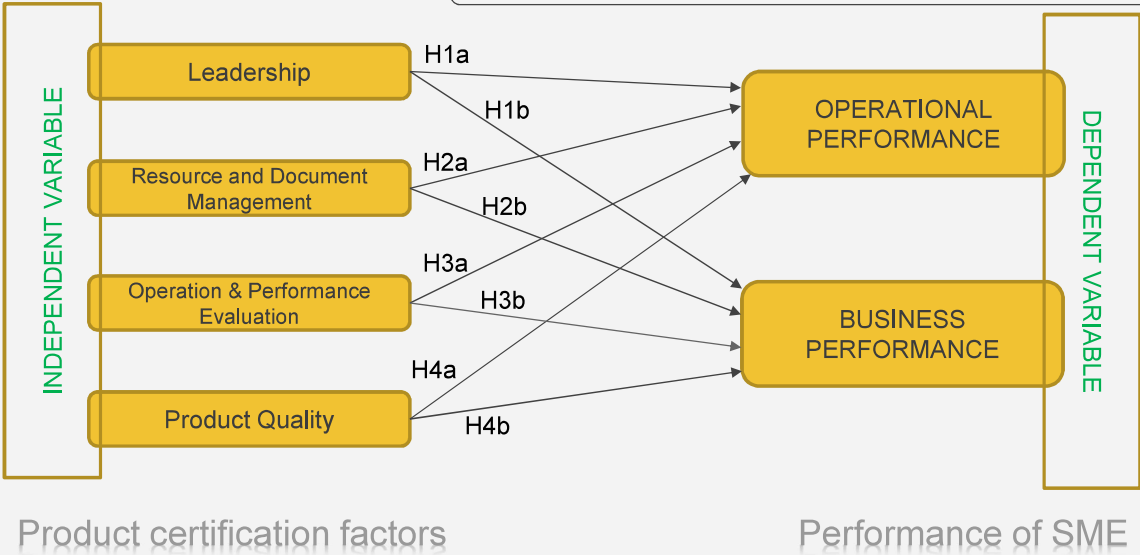 INDEPENDENT VARIABLE
Leadership
Resource and Document
Management
Operation & Performance
Evaluation
Product Quality
H1a
H1b
H2a
H2b
H3a
H3b
H4a
H4b
OPERATIONAL
PERFORMANCE
BUSINESS
PERFORMANCE
DEPENDENT VARIABLE
Product certification factors
Performance of SME